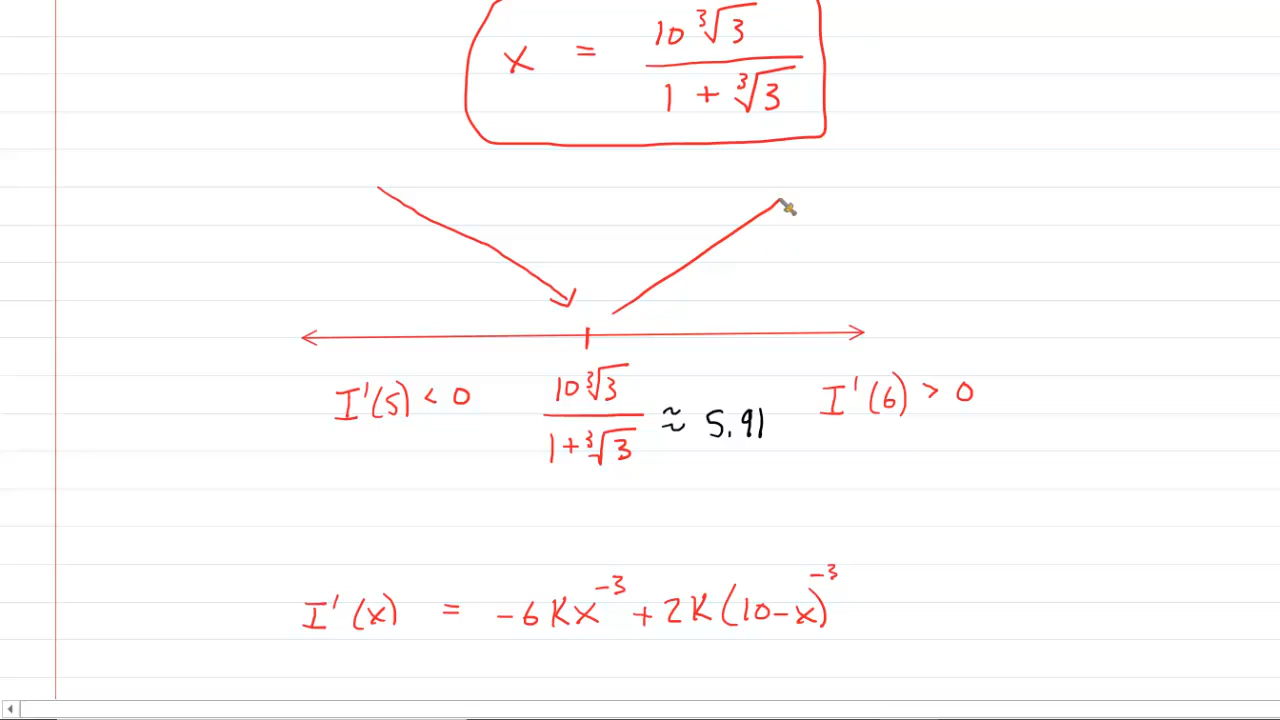 x = 10∛3 / 1 + ∛3
I'(5) < 0
10∛3 / 1+∛3 ≈ 5.91
I'(6) > 0
I'(x) = -6Kx⁻³ + 2K(10-x)⁻³